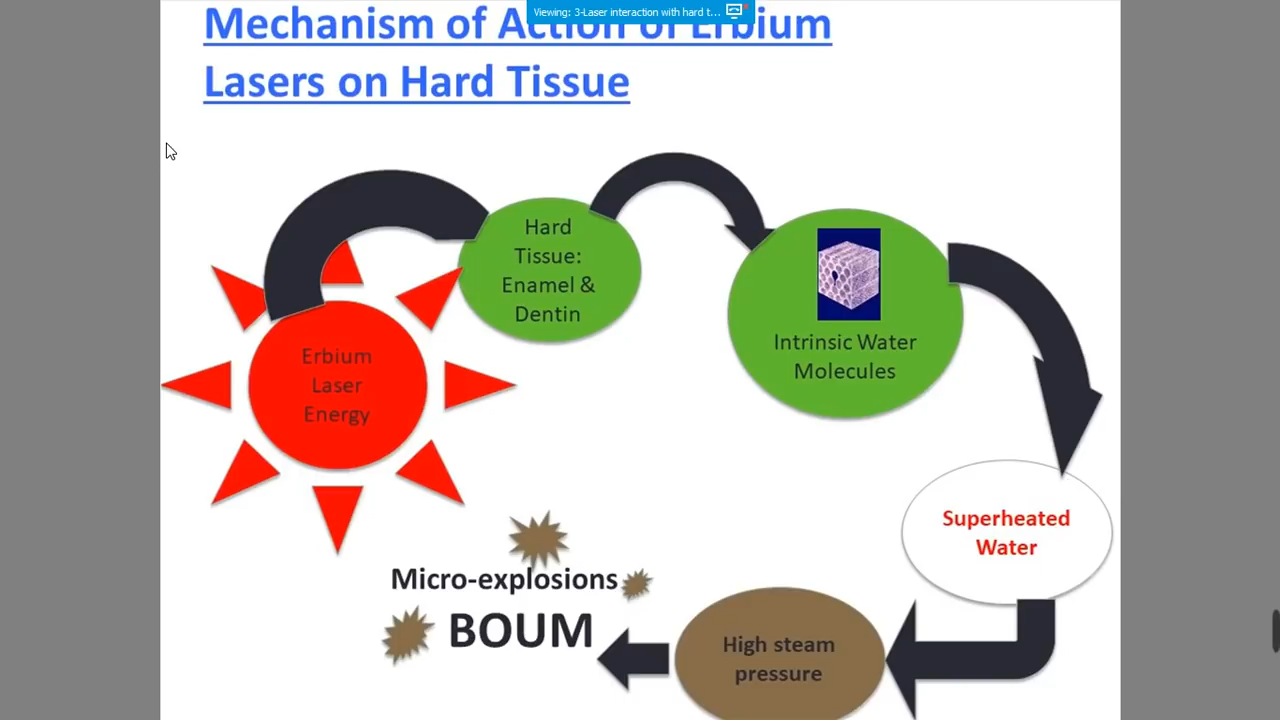 Viewing: 3-Laser interaction with hard t...
Mechanism of Action of Erbium
Lasers on Hard Tissue
Hard
Tissue:
Enamel &
Dentin
Intrinsic Water
Molecules
Erbium
Laser
Energy
Superheated
Water
Micro-explosions
BOUM
High steam
pressure